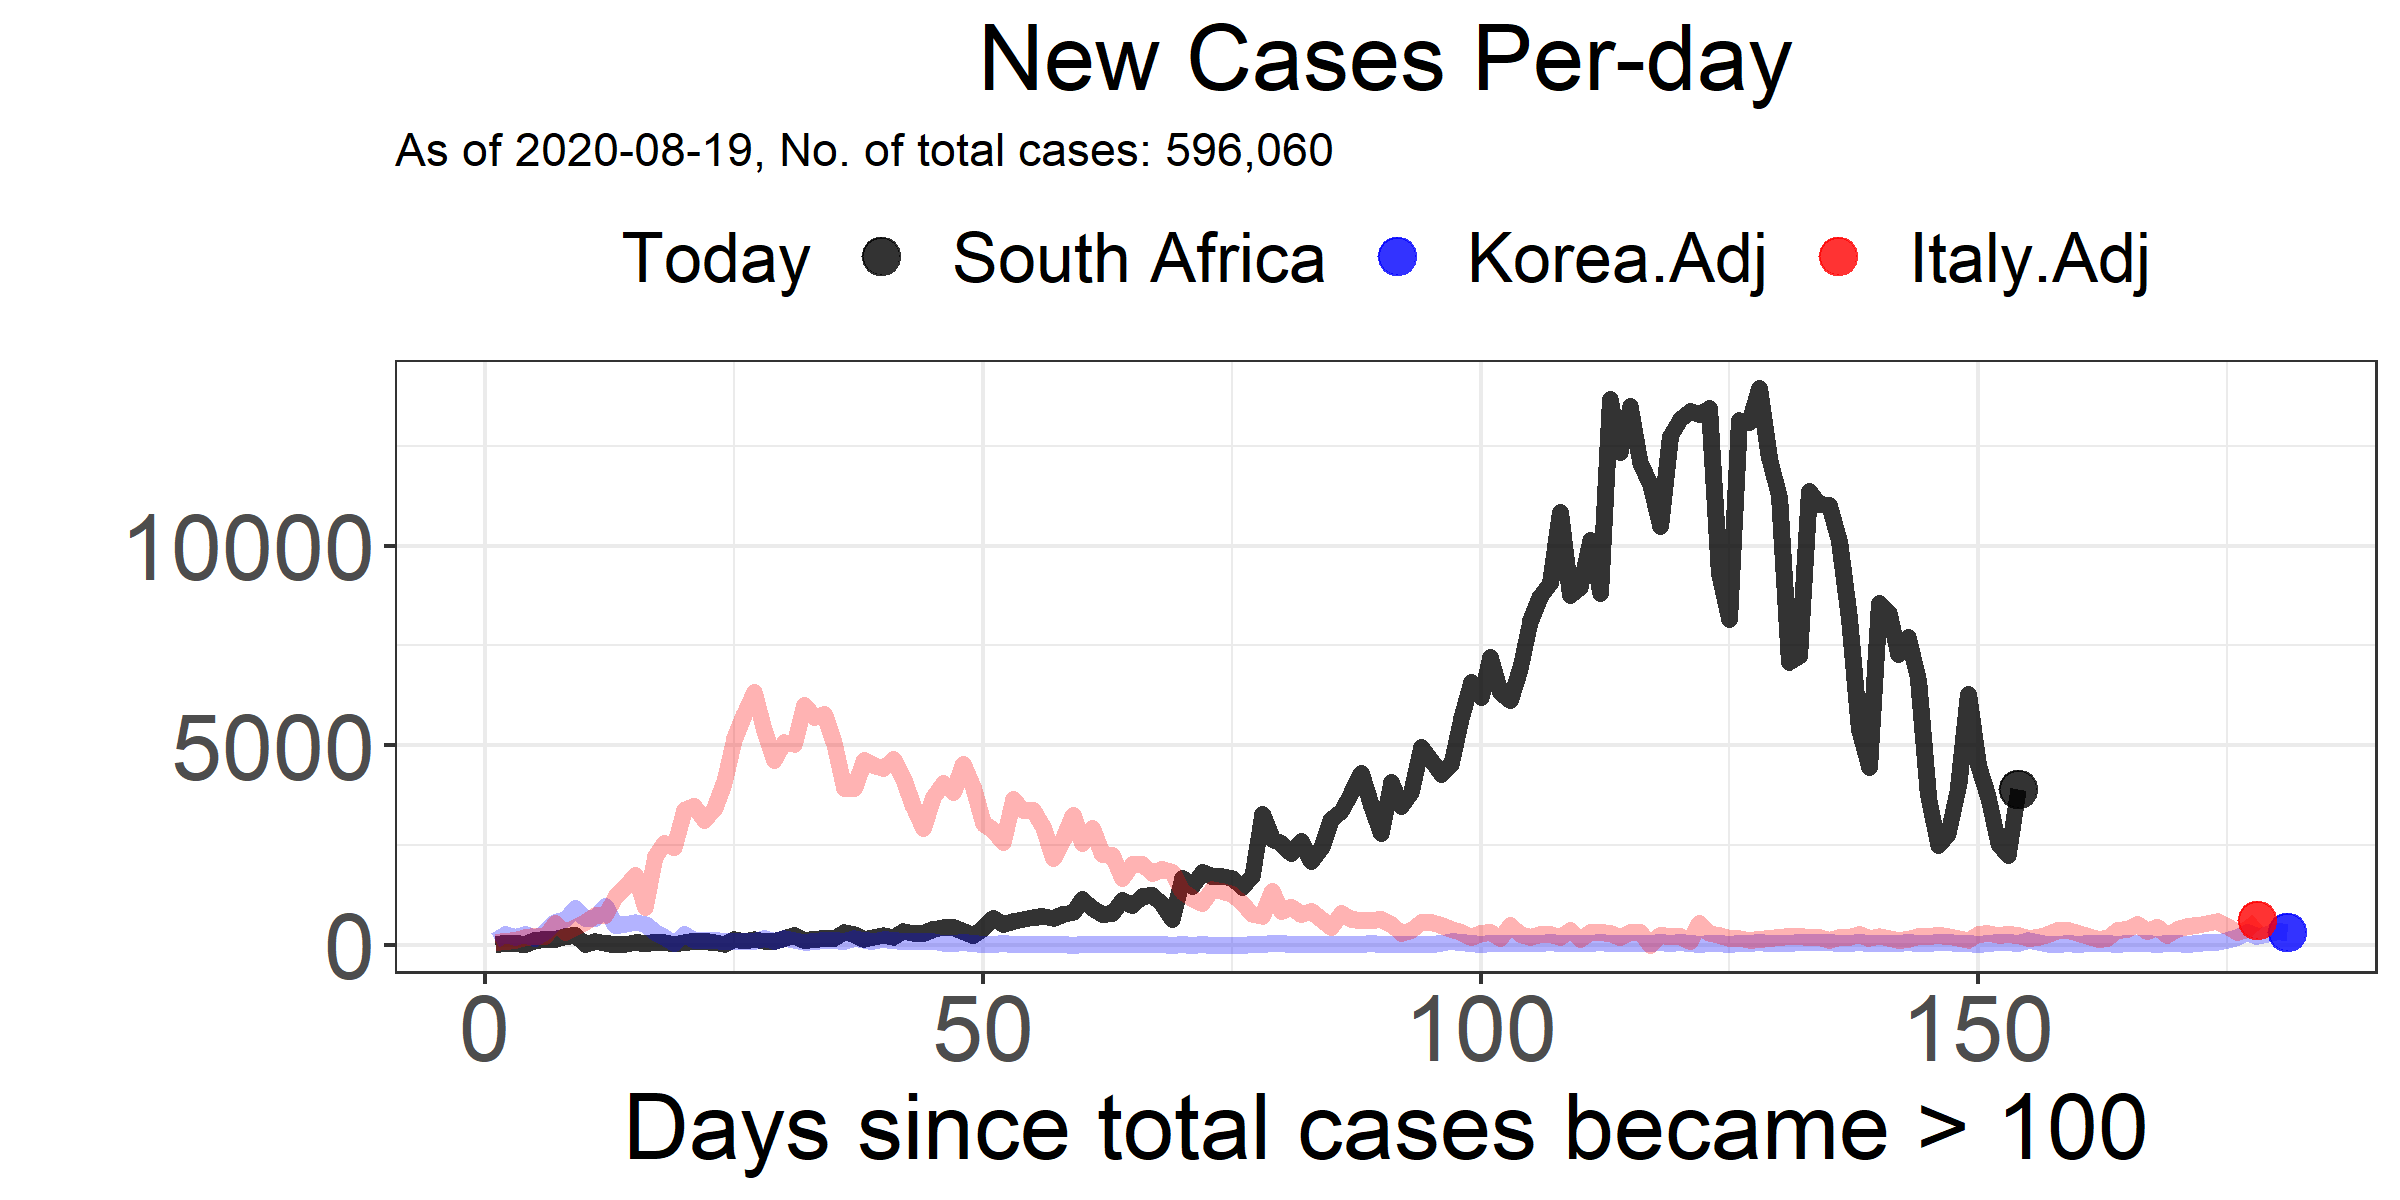 New Cases Per-day
As of 2020-08-19, No. of total cases: 596,060
Today South Africa Korea.Adj Italy.Adj
10000
5000
0
0 50 100 150
Days since total cases became > 100